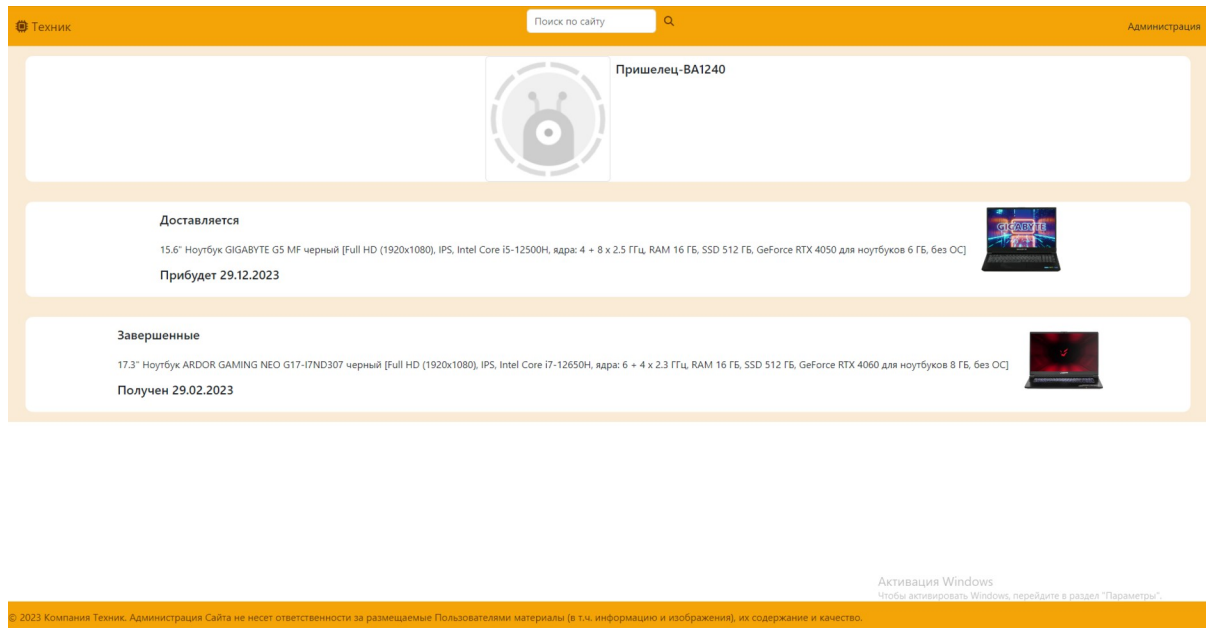 Техник
Поиск по сайту
Администрация
Пришелец-BA1240
Доставляется
15.6" Ноутбук GIGABYTE G5 MF черный [Full HD (1920x1080), IPS, Intel Core i5-12500H, ядра: 4 + 8 х 2.5 ГГц, RAM 16 ГБ, SSD 512 ГБ, GeForce RTX 4050 для ноутбуков 6 ГБ, без ОС]
GIGABYTE
Прибудет 29.12.2023
Завершенные
17.3" Ноутбук ARDOR GAMING NEO G17-I7ND307 черный [Full HD (1920x1080), IPS, Intel Core i7-12650H, ядра: 6 + 4 х 2.3 ГГц, RAM 16 ГБ, SSD 512 ГБ, GeForce RTX 4060 для ноутбуков 8 ГБ, без ОС]
Получен 29.02.2023
Активация Windows
Чтобы активировать Windows, перейдите в раздел "Параметры".
© 2023 Компания Техник. Администрация Сайта не несет ответственности за размещаемые Пользователями материалы (в т.ч. информацию и изображения), их содержание и качество.